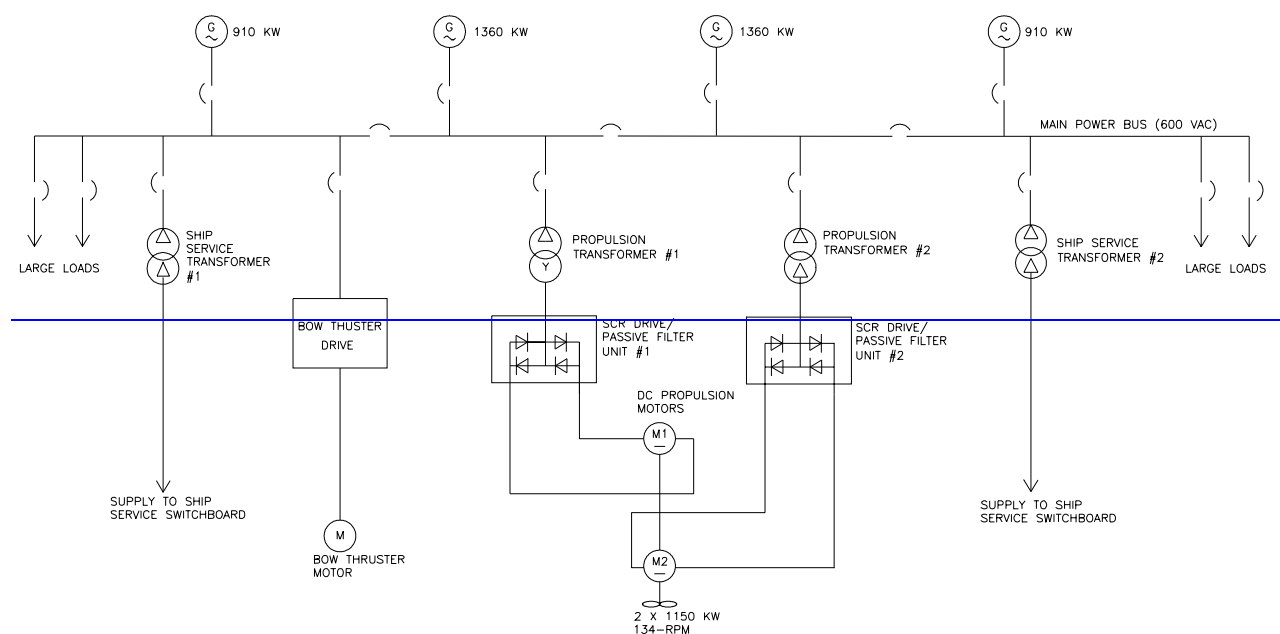 G
910 KW
G
1360 KW
G
1360 KW
G
910 KW
MAIN POWER BUS (600 VAC)
LARGE LOADS
SHIP
SERVICE
TRANSFORMER
#1
PROPULSION
TRANSFORMER #1
Y
PROPULSION
TRANSFORMER #2
SHIP SERVICE
TRANSFORMER #2
LARGE LOADS
BOW THUSTER
DRIVE
SCR DRIVE/
PASSIVE FILTER
UNIT #1
SCR DRIVE/
PASSIVE FILTER
UNIT #2
DC PROPULSION
MOTORS
M1
SUPPLY TO SHIP
SERVICE SWITCHBOARD
SUPPLY TO SHIP
SERVICE SWITCHBOARD
M
BOW THRUSTER
MOTOR
M2
2 X 1150 KW
134-RPM